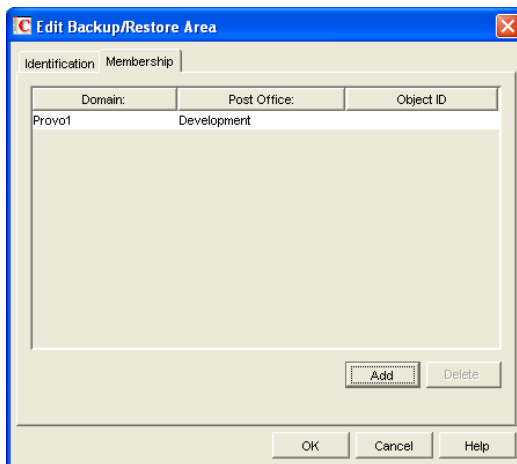 Edit Backup/Restore Area
Identification Membership
Domain: Post Office: Object ID
Provo1 Development
Add Delete
OK Cancel Help